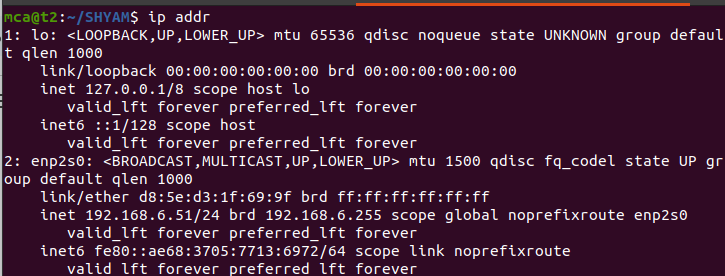 mca@t2:~/SHYAM$ ip addr
1: lo: <LOOPBACK,UP,LOWER_UP> mtu 65536 qdisc noqueue state UNKNOWN group defaul
t qlen 1000
    link/loopback 00:00:00:00:00:00 brd 00:00:00:00:00:00
    inet 127.0.0.1/8 scope host lo
       valid_lft forever preferred_lft forever
    inet6 ::1/128 scope host
       valid_lft forever preferred_lft forever
2: enp2s0: <BROADCAST,MULTICAST,UP,LOWER_UP> mtu 1500 qdisc fq_codel state UP gr
oup default qlen 1000
    link/ether d8:5e:d3:1f:69:9f brd ff:ff:ff:ff:ff:ff
    inet 192.168.6.51/24 brd 192.168.6.255 scope global noprefixroute enp2s0
       valid_lft forever preferred_lft forever
    inet6 fe80::ae68:3705:7713:6972/64 scope link noprefixroute
       valid_lft forever preferred_lft forever